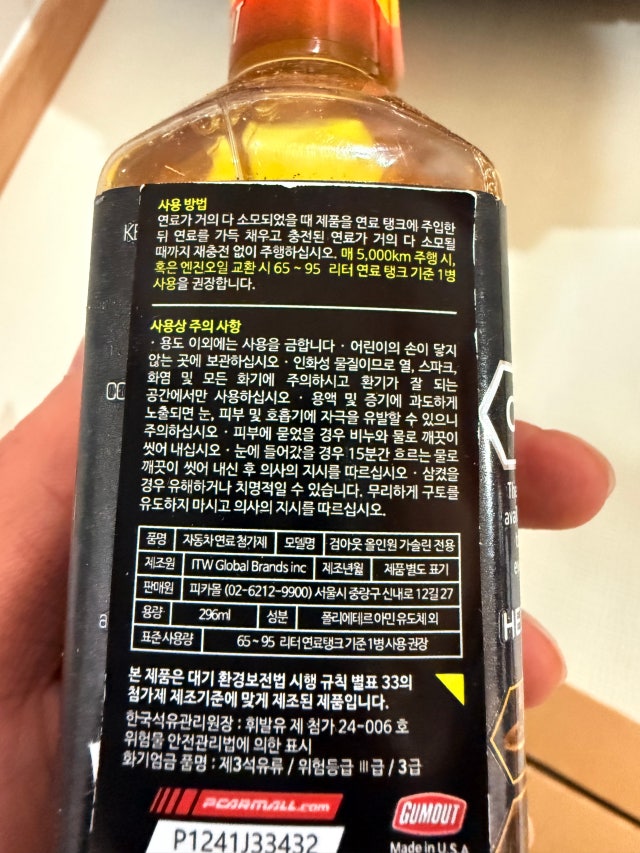 사용 방법
연료가 거의 다 소모되었을 때 제품을 연료 탱크에 주입한
뒤 연료를 가득 채우고 충전된 연료가 거의 다 소모될
때까지 재충전 없이 주행하십시오. 매 5,000km 주행 시,
혹은 엔진오일 교환 시 65 ~ 95 리터 연료 탱크 기준 1병
사용을 권장합니다.
사용상 주의 사항
· 용도 이외에는 사용을 금합니다 · 어린이의 손이 닿지
않는 곳에 보관하십시오 · 인화성 물질이므로 열, 스파크,
화염 및 모든 화기에 주의하시고 환기가 잘 되는
공간에서만 사용하십시오 · 용액 및 증기에 과도하게
노출되면 눈, 피부 및 호흡기에 자극을 유발할 수 있으니
주의하십시오 · 피부에 묻었을 경우 비누와 물로 깨끗이
씻어 내십시오 · 눈에 들어갔을 경우 15분간 흐르는 물로
깨끗이 씻어 내신 후 의사의 지시를 따르십시오 · 삼켰을
경우 유해하거나 치명적일 수 있습니다. 무리하게 구토를
유도하지 마시고 의사의 지시를 따르십시오.
품명 자동차 연료 첨가제 모델명 검아웃 올인원 가솔린 전용
제조원 ITW Global Brands inc 제조년월 제품 별도 표기
판매원 피카몰 (02-6212-9900) 서울시 중랑구 신내로 12길 27
용량 296ml 성분 폴리에테르아민 유도체 외
표준 사용량 65 ~ 95 리터 연료탱크 기준 1병 사용 권장
본 제품은 대기 환경보전법 시행 규칙 별표 33의
첨가제 제조기준에 맞게 제조된 제품입니다.
한국석유관리원장 : 휘발유 제 첨가 24-006 호
위험물 안전관리법에 의한 표시
화기엄금 품명 : 제3석유류 / 위험등급 III급 / 3급
PCARMALL.com
GUMOUT
P1241J33432
Made in U.S.A